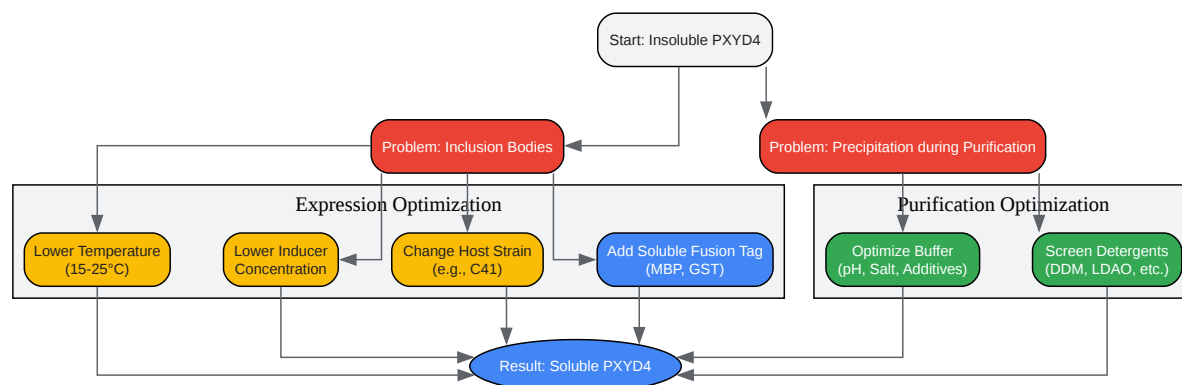 Start: Insoluble PXYD4
Problem: Inclusion Bodies
Problem: Precipitation during Purification
Expression Optimization
Purification Optimization
Lower Temperature
(15-25°C)
Lower Inducer
Concentration
Change Host Strain
(e.g., C41)
Add Soluble Fusion Tag
(MBP, GST)
Optimize Buffer
(pH, Salt, Additives)
Screen Detergents
(DDM, LDAO, etc.)
Result: Soluble PXYD4